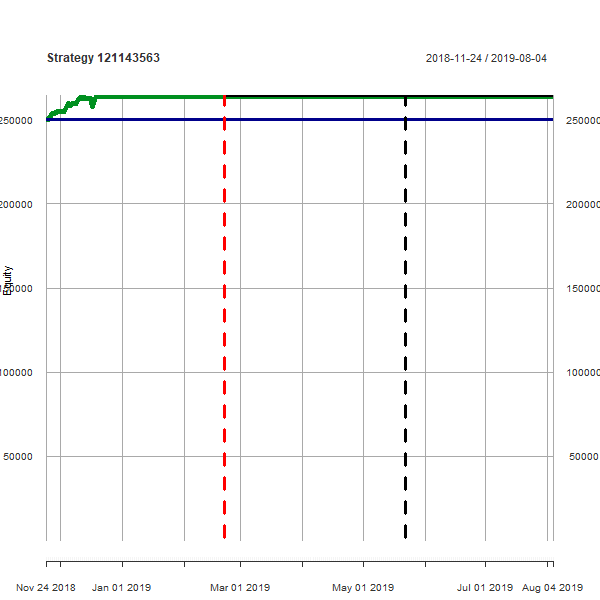 Strategy 121143563
2018-11-24 / 2019-08-04
250000 250000
200000 200000
Equity
150000 150000
100000 100000
50000 50000
Nov 24 2018 Jan 01 2019 Mar 01 2019 May 01 2019 Jul 01 2019 Aug 04 2019